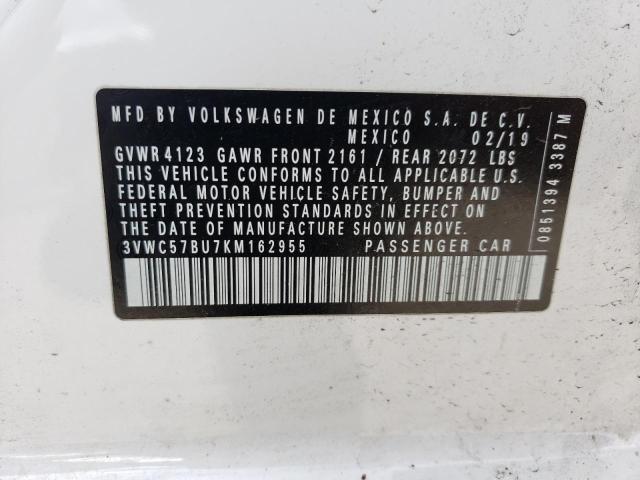 MFD BY VOLKSWAGEN DE MEXICO S.A. DE C.V.
MEXICO 02/19
GVWR 4123 GAWR FRONT 2161 / REAR 2072 LBS
THIS VEHICLE CONFORMS TO ALL APPLICABLE U.S.
FEDERAL MOTOR VEHICLE SAFETY, BUMPER AND
THEFT PREVENTION STANDARDS IN EFFECT ON
THE DATE OF MANUFACTURE SHOWN ABOVE.
3VWC57BU7KM162955 PASSENGER CAR
0851394 3387 M